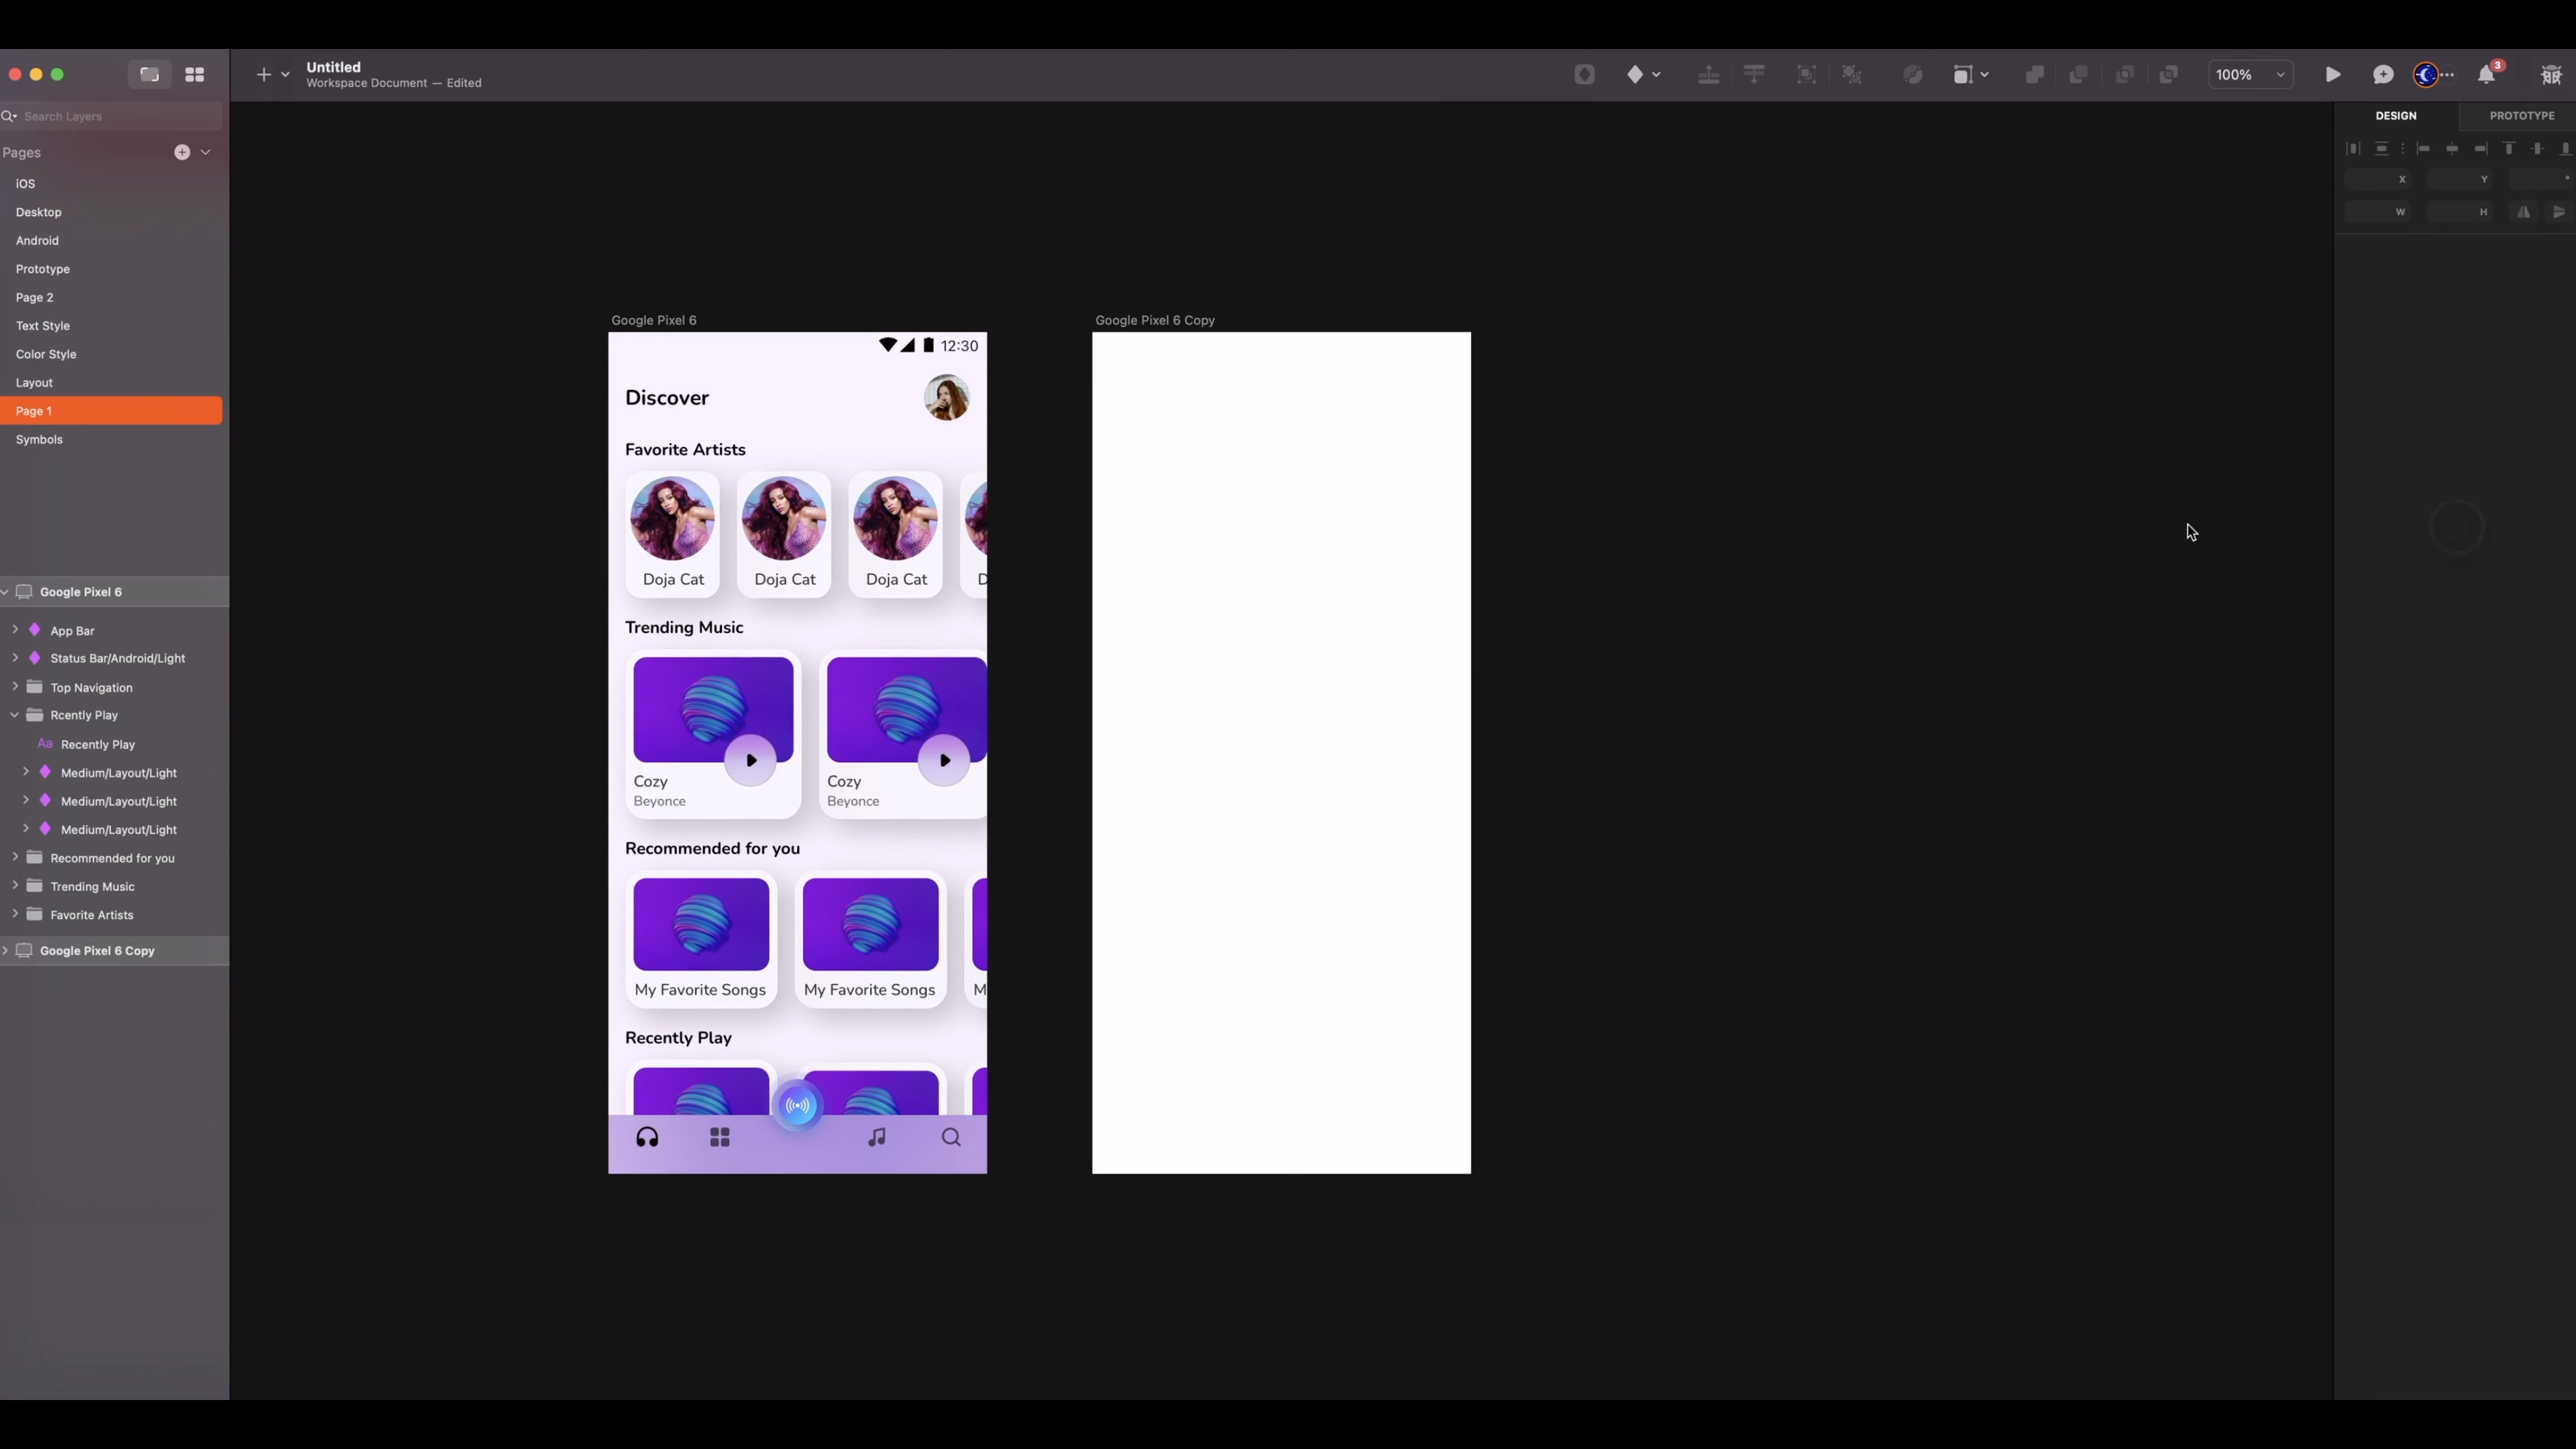 Untitled
Workspace Document — Edited
100%
3
Search Layers
Pages
iOS
Desktop
Android
Prototype
Page 2
Text Style
Color Style
Layout
Page 1
Symbols
Google Pixel 6
App Bar
Status Bar/Android/Light
Top Navigation
Rcently Play
Aa Recently Play
Medium/Layout/Light
Medium/Layout/Light
Medium/Layout/Light
Recommended for you
Trending Music
Favorite Artists
Google Pixel 6 Copy
Google Pixel 6
12:30
Discover
Favorite Artists
Doja Cat Doja Cat Doja Cat D
Trending Music
Cozy Cozy
Beyonce Beyonce
Recommended for you
My Favorite Songs My Favorite Songs M
Recently Play
Google Pixel 6 Copy
DESIGN PROTOTYPE
X Y °
W H